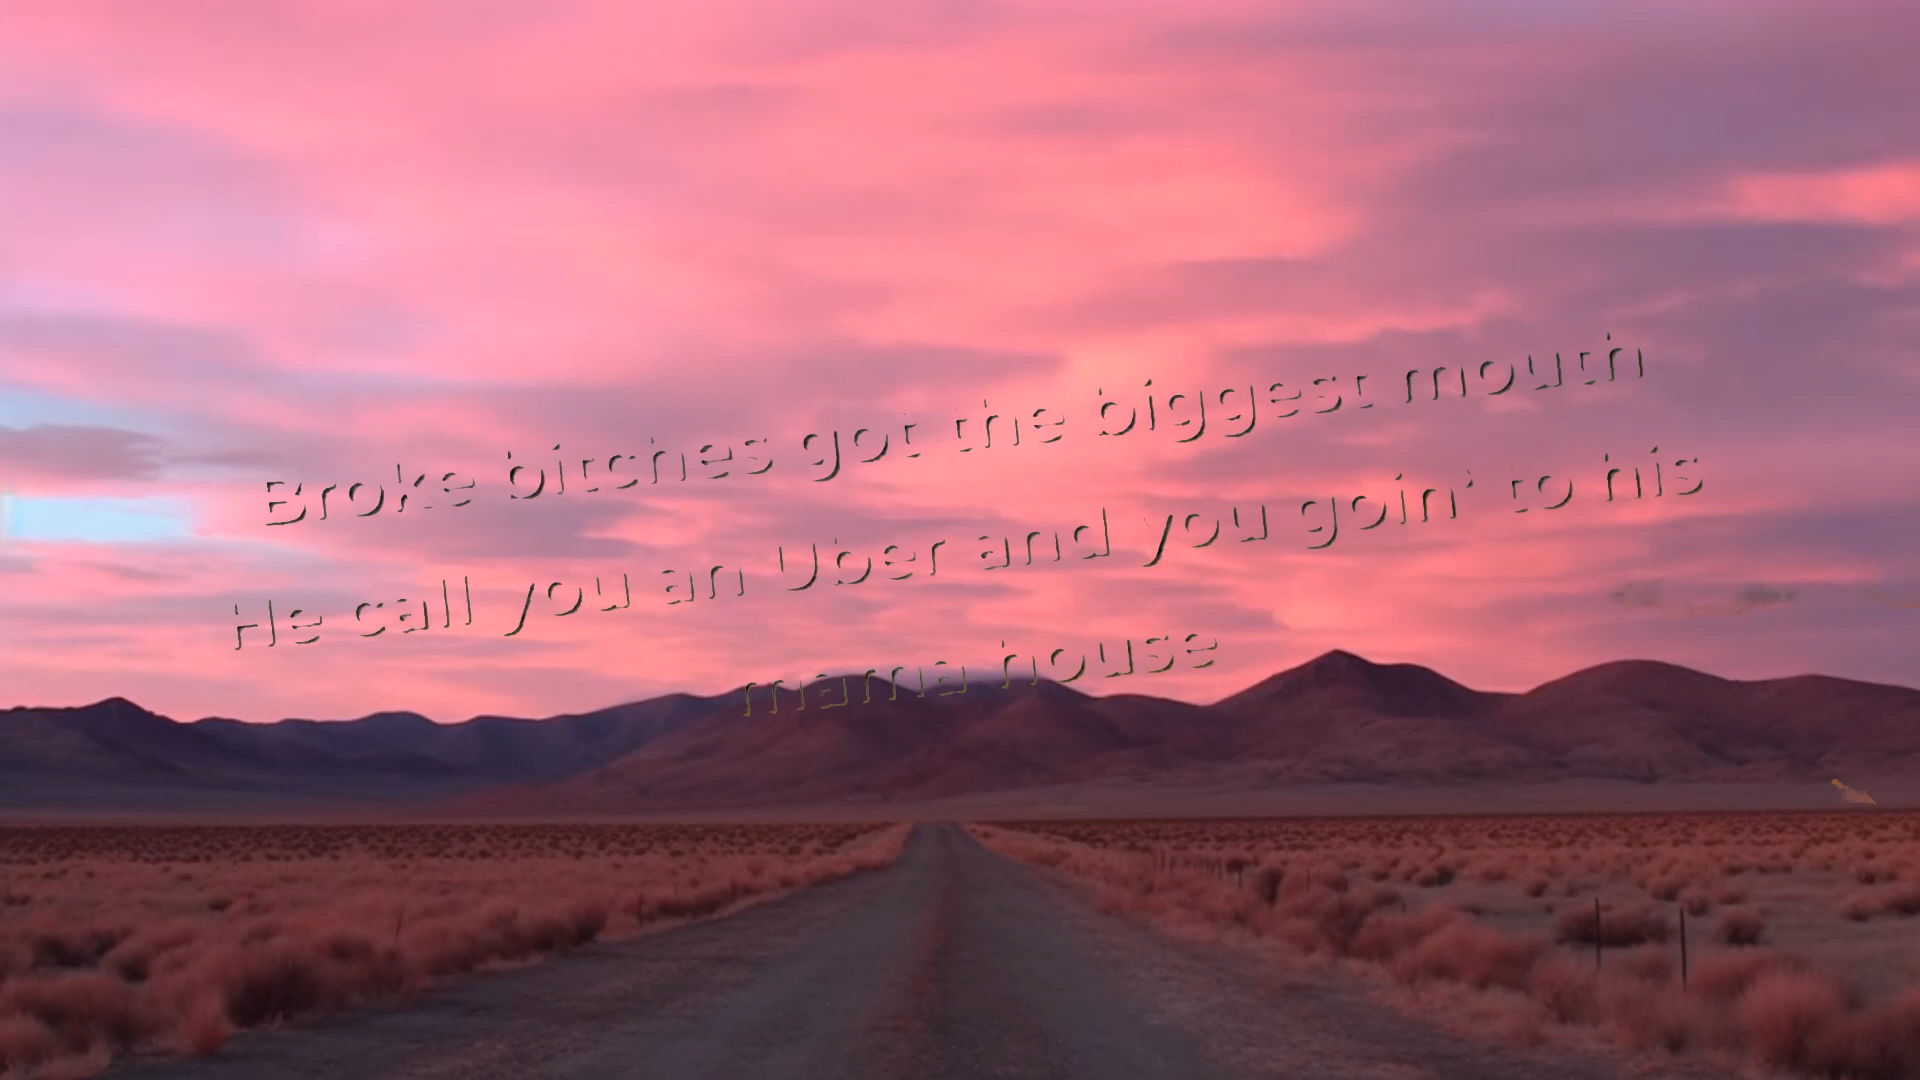 Broke bitches got the biggest mouth
He call you an Uber and you goin' to his
mama house